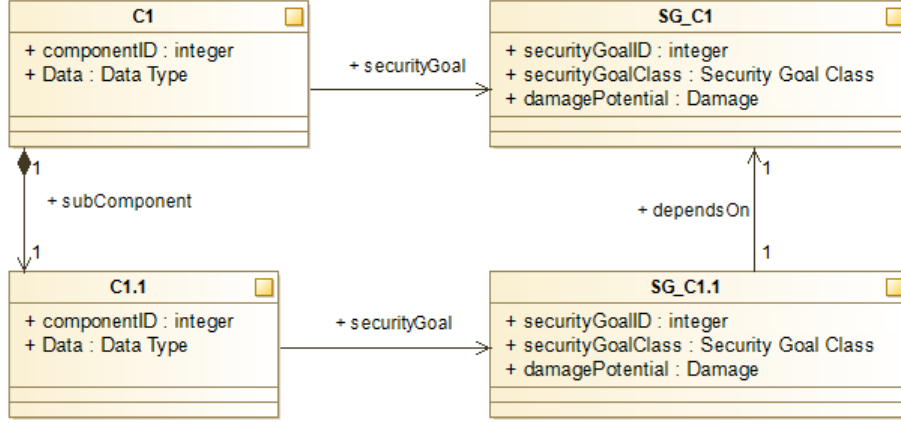 C1
+ componentID : integer
+ Data : Data Type
+ securityGoal
SG_C1
+ securityGoalID : integer
+ securityGoalClass : Security Goal Class
+ damagePotential : Damage
1
+ subComponent
1
1
+ dependsOn
1
C1.1
+ componentID : integer
+ Data : Data Type
+ securityGoal
SG_C1.1
+ securityGoalID : integer
+ securityGoalClass : Security Goal Class
+ damagePotential : Damage